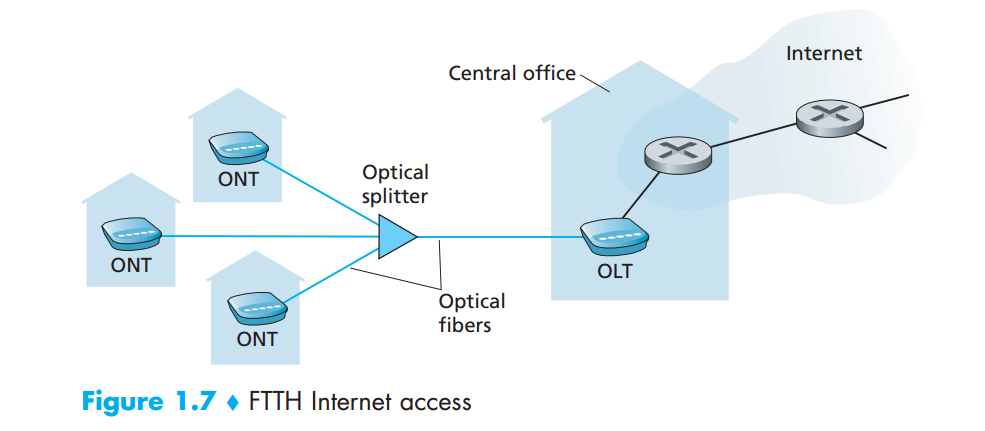 Internet
Central office
ONT
Optical
splitter
ONT
OLT
Optical
fibers
ONT
Figure 1.7 ♦ FTTH Internet access